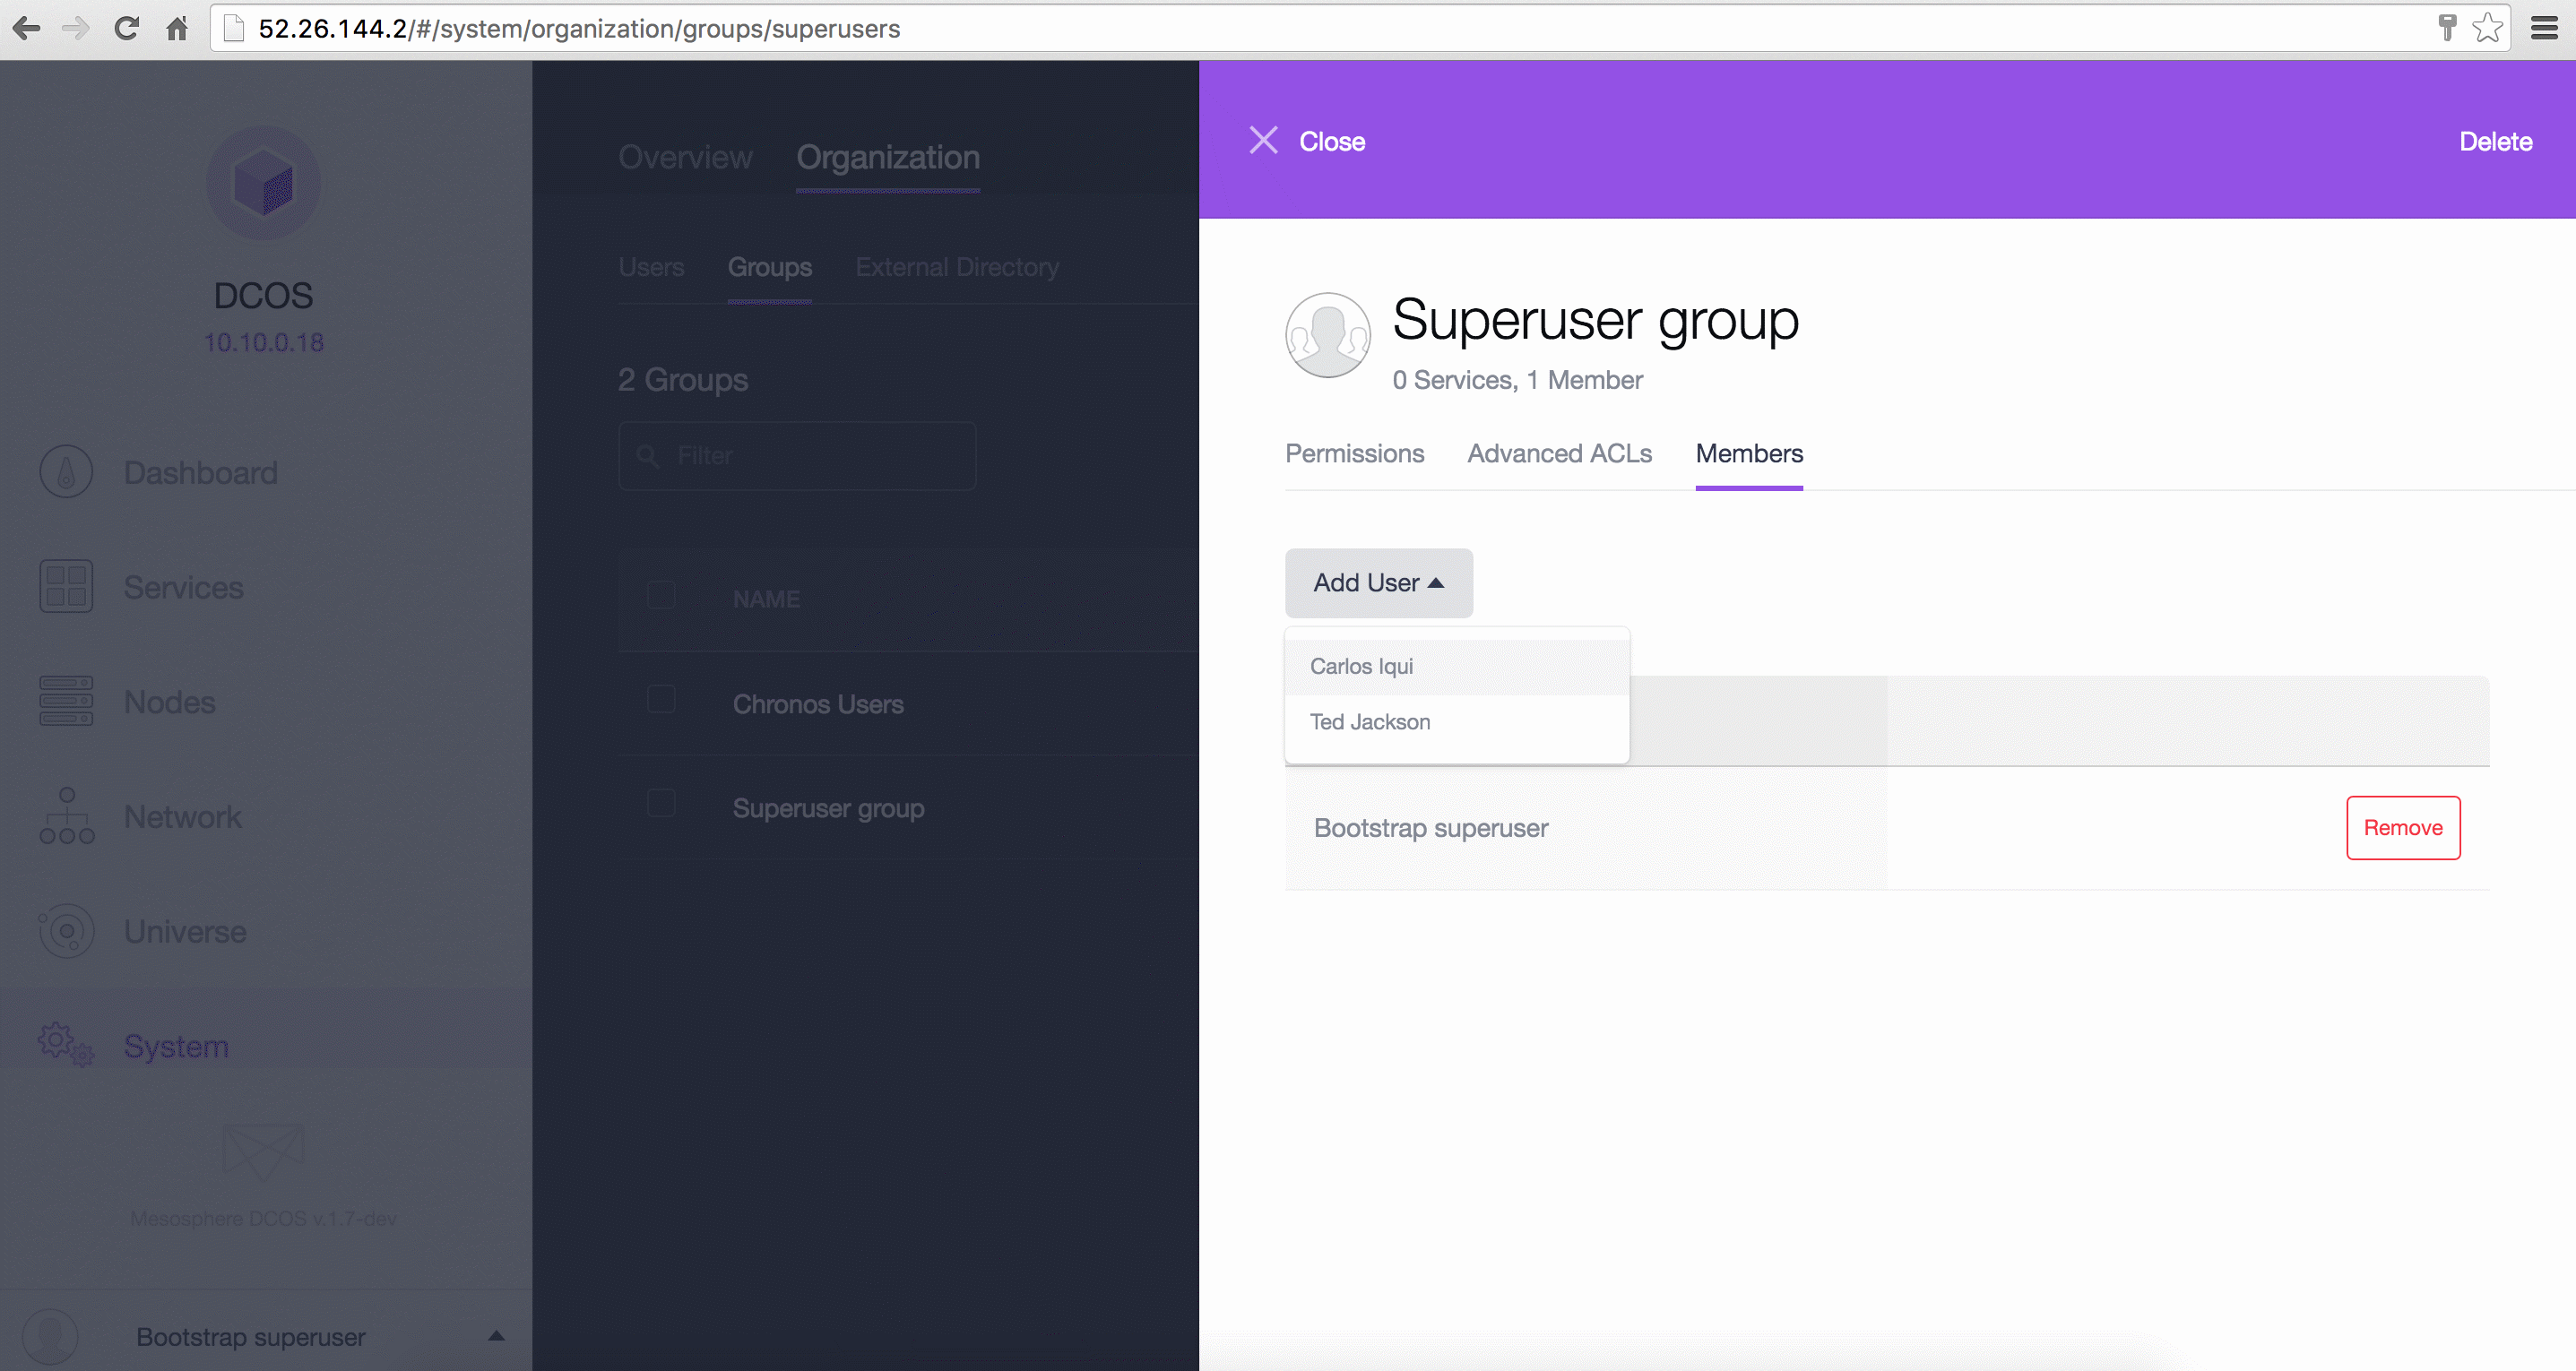 52.26.144.2/#/system/organization/groups/superusers
DCOS
10.10.0.18
Dashboard
Services
Nodes
Network
Universe
System
Mesosphere DCOS v.1.7-dev
Bootstrap superuser
Overview Organization
Users Groups External Directory
2 Groups
Filter
NAME
Chronos Users
Superuser group
Close Delete
Superuser group
0 Services, 1 Member
Permissions Advanced ACLs Members
Add User
Carlos Iqui
Ted Jackson
Bootstrap superuser Remove